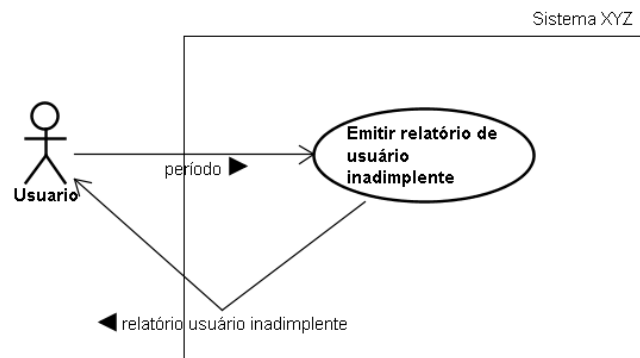 Sistema XYZ
Emitir relatório de
usuário
inadimplente
período
Usuario
relatório usuário inadimplente